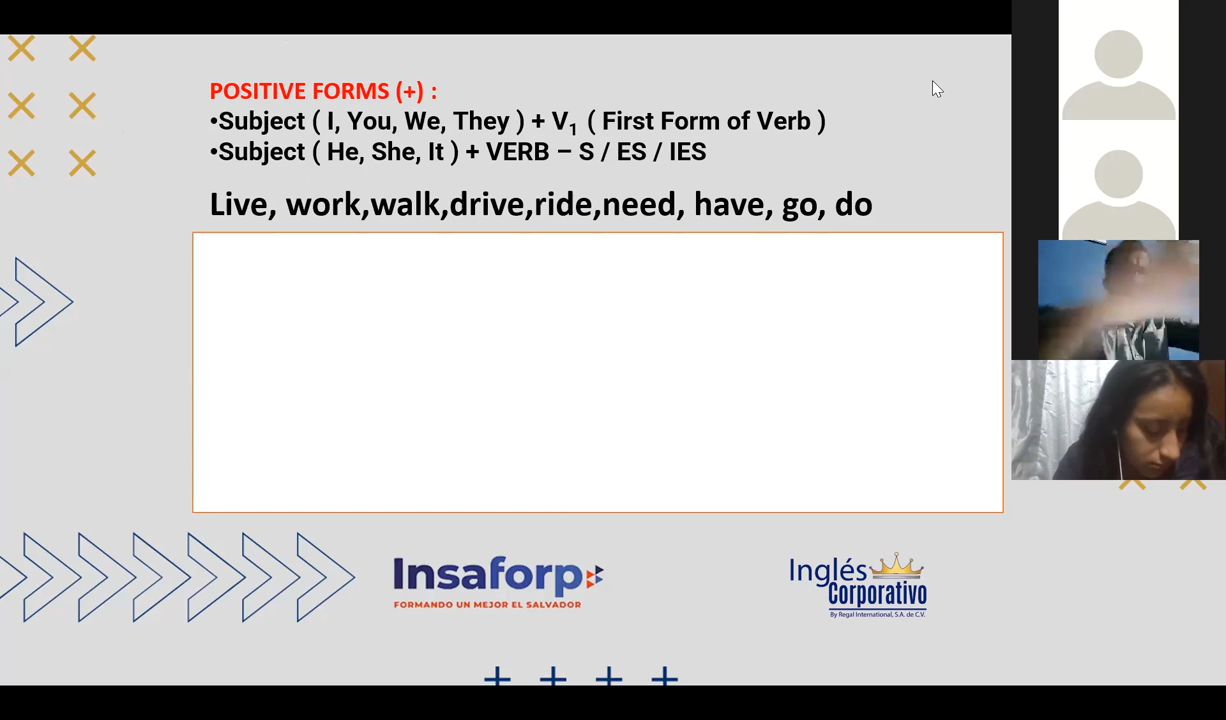 POSITIVE FORMS (+) :
•Subject ( I, You, We, They ) + V₁ ( First Form of Verb )
•Subject ( He, She, It ) + VERB – S / ES / IES
Live, work,walk,drive,ride,need, have, go, do
Insaforp
FORMANDO UN MEJOR EL SALVADOR
Inglés
Corporativo
By Regal International, S.A. de C.V.